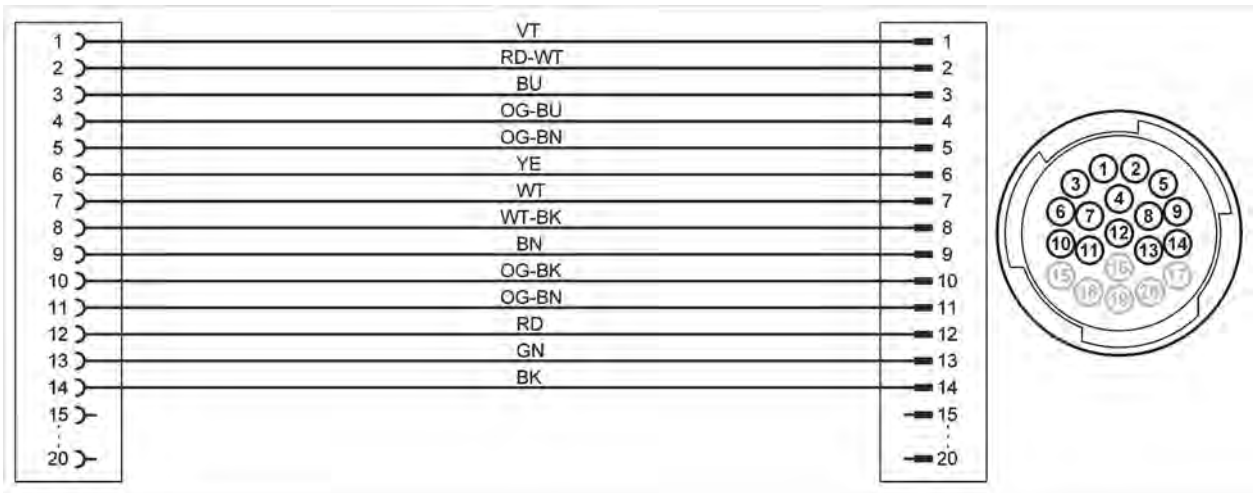 VT
1 1
RD-WT
2 2
BU
3 3
OG-BU
4 4
OG-BN
5 5
YE
6 6
WT
7 7
WT-BK
8 8
BN
9 9
OG-BK
10 10
OG-BN
11 11
RD
12 12
GN
13 13
BK
14 14
15 15
20 20
1 2
3 5
4
6 7 8 9
12
10 11 13 14
15 16 17
18 19 20